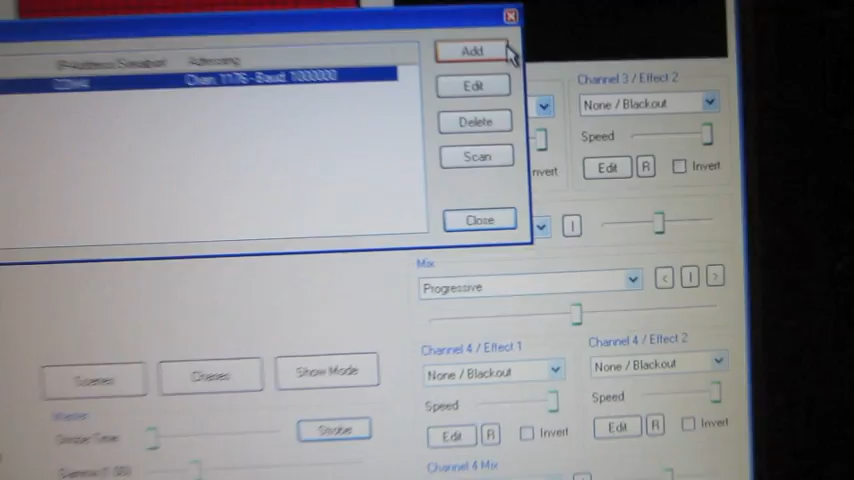 Add
Chan: 1176 - Baud: 1000000
Edit
Delete
Scan
Close
Channel 3 / Effect 2
None / Blackout
Speed
nvert
Edit R Invert
I
Mix
Progressive
< I >
Scenes Chases Show Mode
Strobe
Channel 4 / Effect 1
None / Blackout
Speed
Edit R Invert
Channel 4 / Effect 2
None / Blackout
Speed
Edit R Invert
Channel 4 Mix